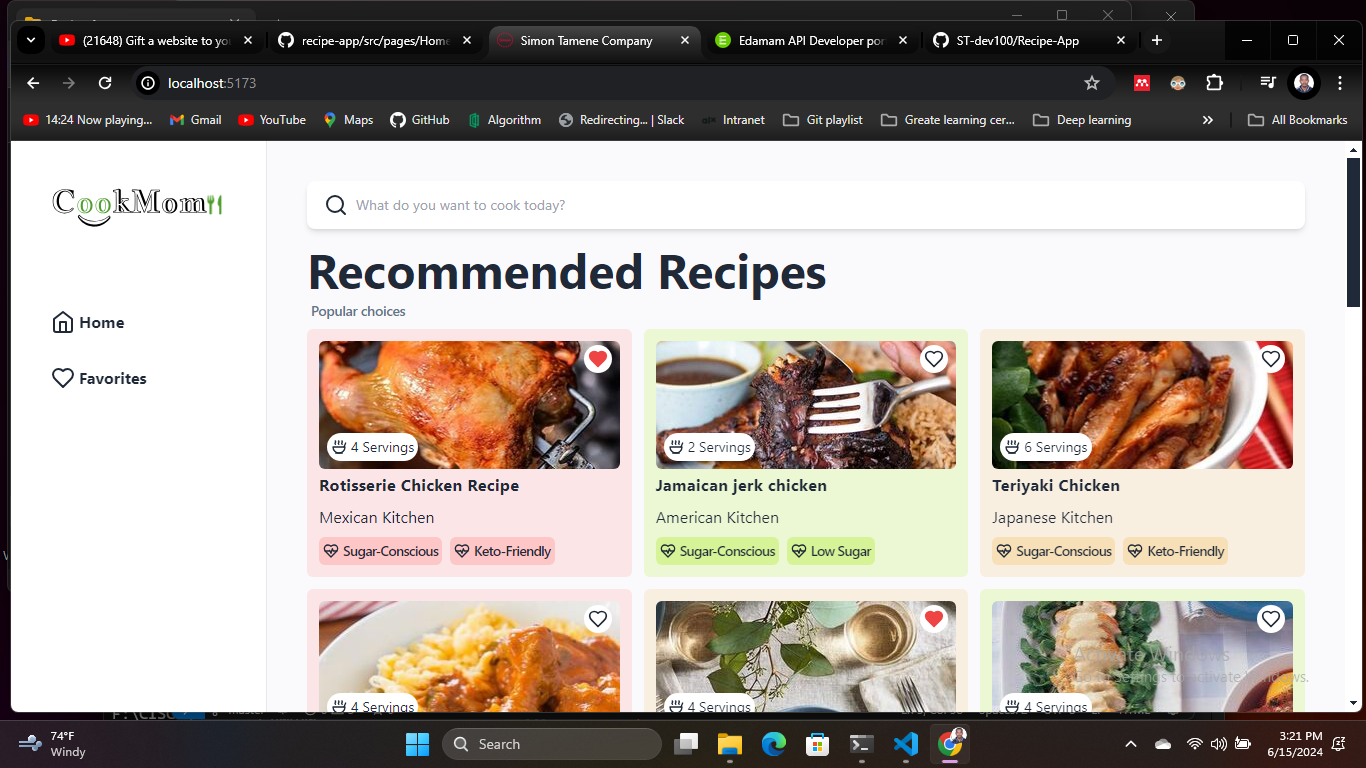 (21648) Gift a website to yo
recipe-app/src/pages/Home
Simon Tamene Company
Edamam API Developer por
ST-dev100/Recipe-App
localhost:5173
14:24 Now playing...
Gmail
YouTube
Maps
GitHub
Algorithm
Redirecting... | Slack
Intranet
Git playlist
Greate learning cer...
Deep learning
All Bookmarks
CookMom
What do you want to cook today?
Home
Favorites
Recommended Recipes
Popular choices
4 Servings
Rotisserie Chicken Recipe
Mexican Kitchen
Sugar-Conscious
Keto-Friendly
2 Servings
Jamaican jerk chicken
American Kitchen
Sugar-Conscious
Low Sugar
6 Servings
Teriyaki Chicken
Japanese Kitchen
Sugar-Conscious
Keto-Friendly
4 Servings
4 Servings
4 Servings
Activate Windows
Settings to activate Windows.
74°F
Windy
Search
3:21 PM
6/15/2024